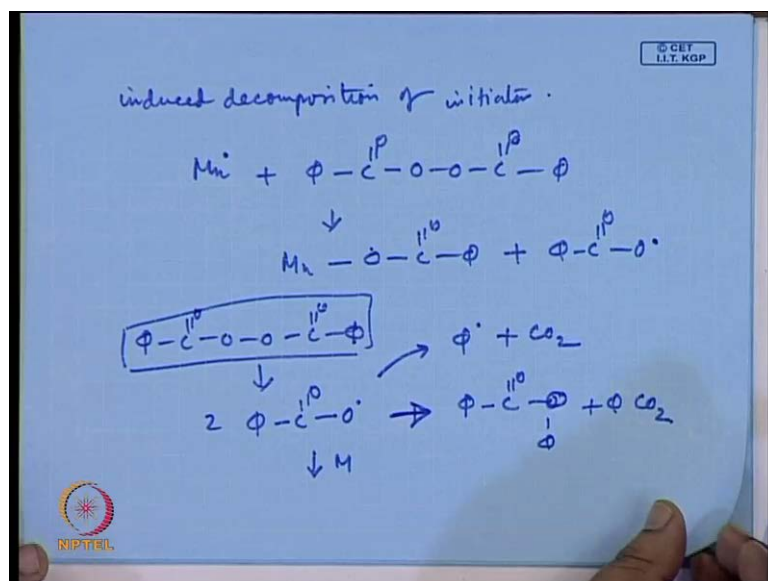 © CET
I.I.T. KGP
induced decomposition of initiator.
Mn• + Φ–C(=O)–O–O–C(=O)–Φ
↓
Mn–O–C(=O)–Φ + Φ–C(=O)–O•
Φ–C(=O)–O–O–C(=O)–Φ
↓ → Φ• + CO2
2 Φ–C(=O)–O• → Φ–C(=O)–O–Φ + Φ CO2
↓ M
NPTEL